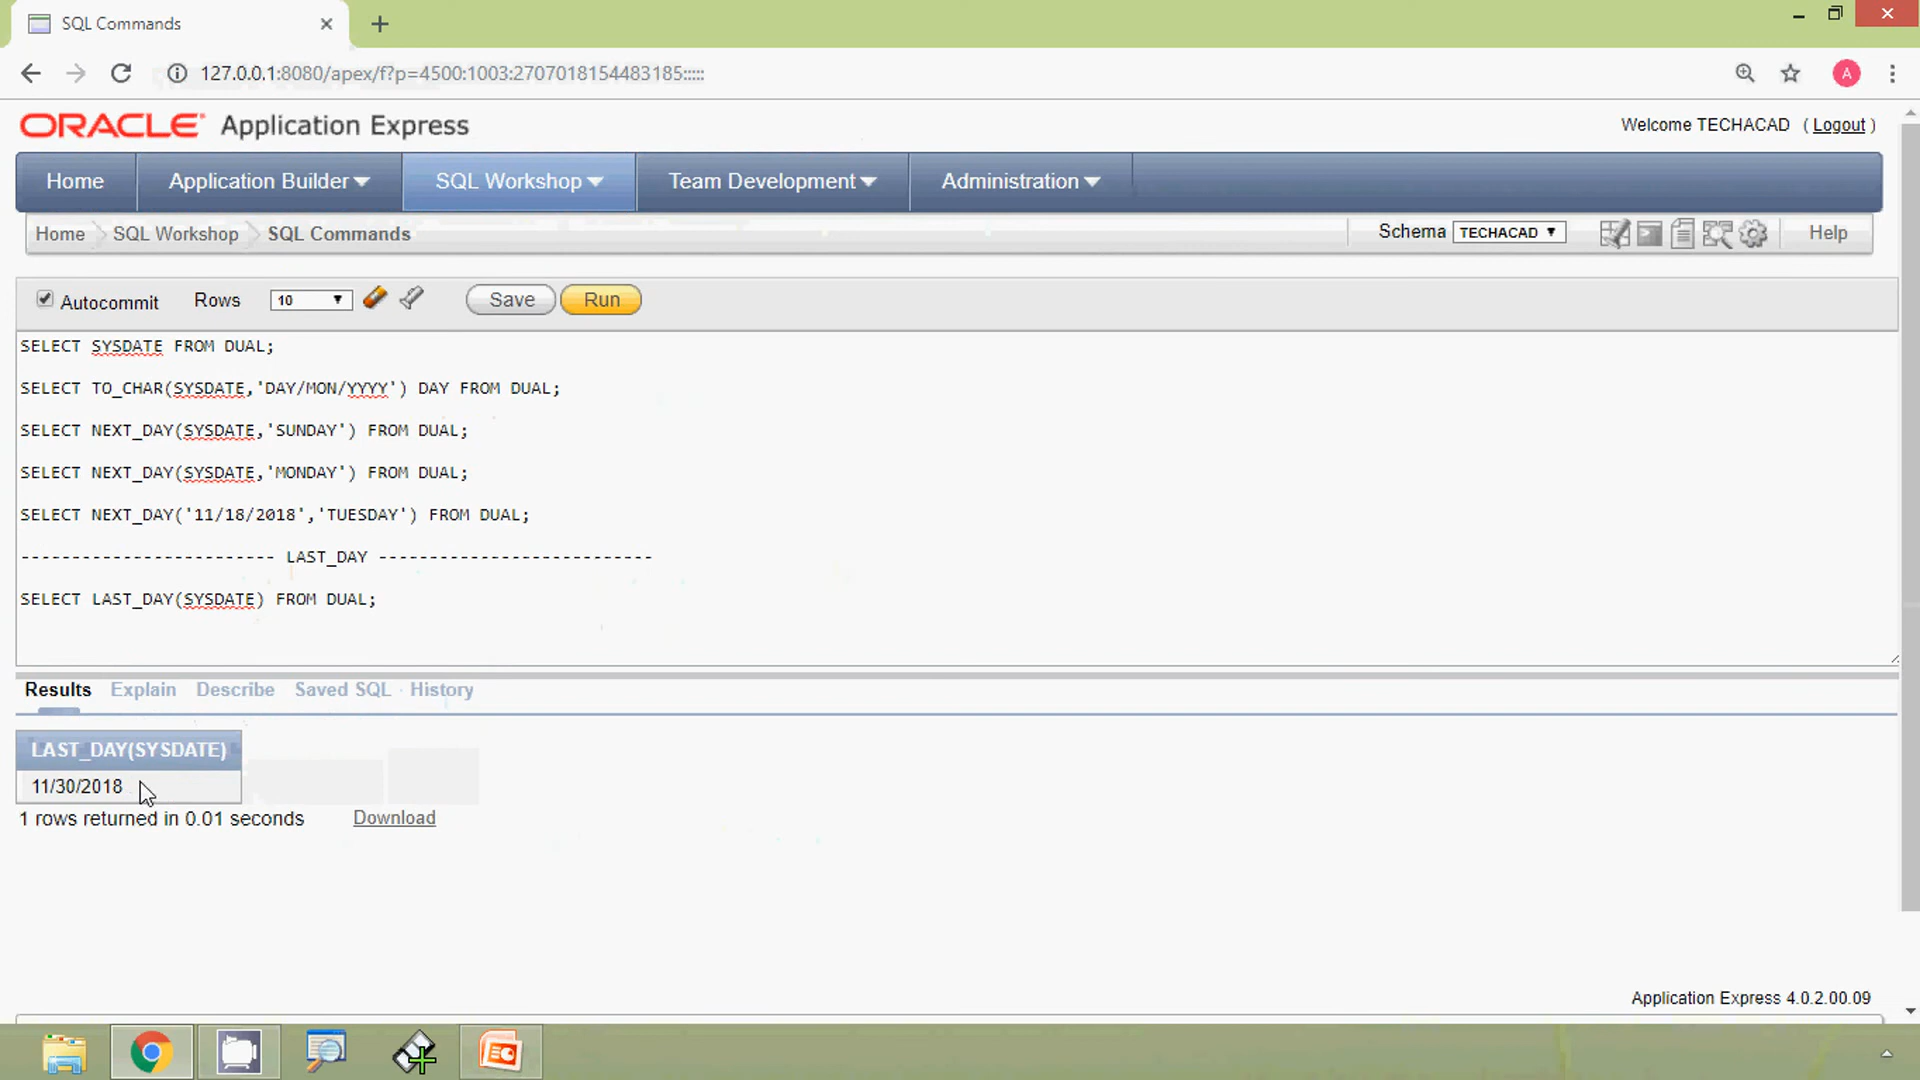 SQL Commands
127.0.0.1:8080/apex/f?p=4500:1003:2707018154483185:::::
A
ORACLE Application Express
Welcome TECHACAD ( Logout )
Home Application Builder SQL Workshop Team Development Administration
Home SQL Workshop SQL Commands Schema TECHACAD Help
Autocommit Rows 10 Save Run
SELECT SYSDATE FROM DUAL;
SELECT TO_CHAR(SYSDATE,'DAY/MON/YYYY') DAY FROM DUAL;
SELECT NEXT_DAY(SYSDATE,'SUNDAY') FROM DUAL;
SELECT NEXT_DAY(SYSDATE,'MONDAY') FROM DUAL;
SELECT NEXT_DAY('11/18/2018','TUESDAY') FROM DUAL;
------------------------- LAST_DAY ---------------------------
SELECT LAST_DAY(SYSDATE) FROM DUAL;
Results Explain Describe Saved SQL History
LAST_DAY(SYSDATE)
11/30/2018
1 rows returned in 0.01 seconds Download
Application Express 4.0.2.00.09